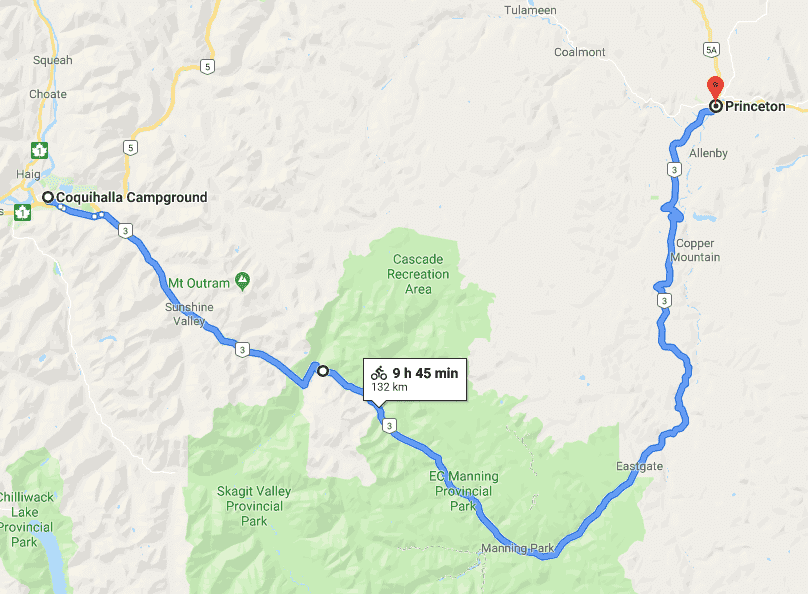 Tulameen
Coalmont
5A
Squeah
5
Choate
Princeton
5
1
Allenby
Haig
3
Coquihalla Campground
1
3
Copper
Mountain
Cascade
Recreation
Area
Mt Outram
Sunshine
Valley
3
3
9 h 45 min
132 km
3
Eastgate
EC Manning
Provincial
Park
Skagit Valley
Provincial
Park
Chilliwack
Lake
Provincial
Park
Manning Park